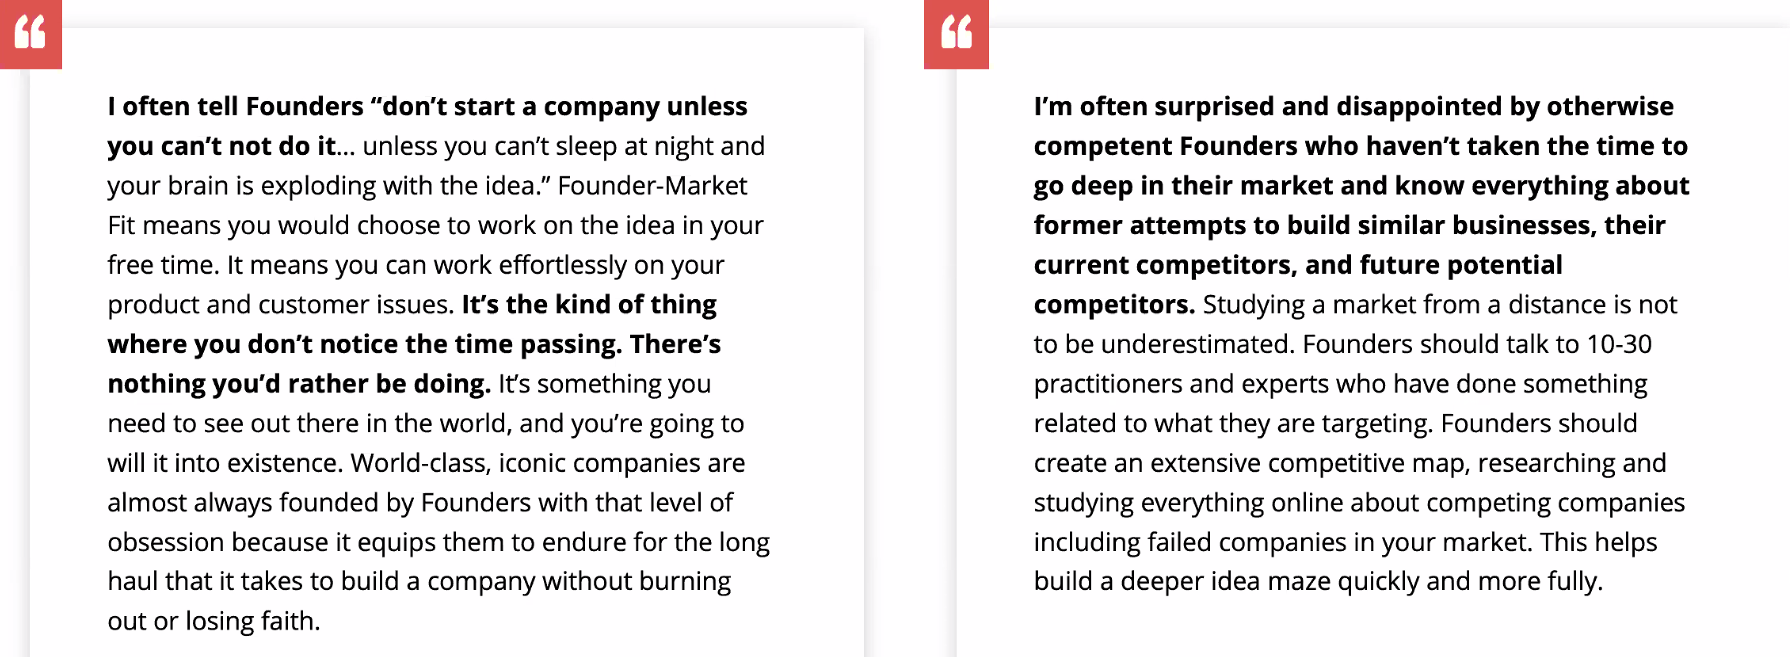 “
I often tell Founders “don’t start a company unless
you can’t not do it... unless you can’t sleep at night and
your brain is exploding with the idea.” Founder-Market
Fit means you would choose to work on the idea in your
free time. It means you can work effortlessly on your
product and customer issues. It’s the kind of thing
where you don’t notice the time passing. There’s
nothing you’d rather be doing. It’s something you
need to see out there in the world, and you’re going to
will it into existence. World-class, iconic companies are
almost always founded by Founders with that level of
obsession because it equips them to endure for the long
haul that it takes to build a company without burning
out or losing faith.
“
I’m often surprised and disappointed by otherwise
competent Founders who haven’t taken the time to
go deep in their market and know everything about
former attempts to build similar businesses, their
current competitors, and future potential
competitors. Studying a market from a distance is not
to be underestimated. Founders should talk to 10-30
practitioners and experts who have done something
related to what they are targeting. Founders should
create an extensive competitive map, researching and
studying everything online about competing companies
including failed companies in your market. This helps
build a deeper idea maze quickly and more fully.